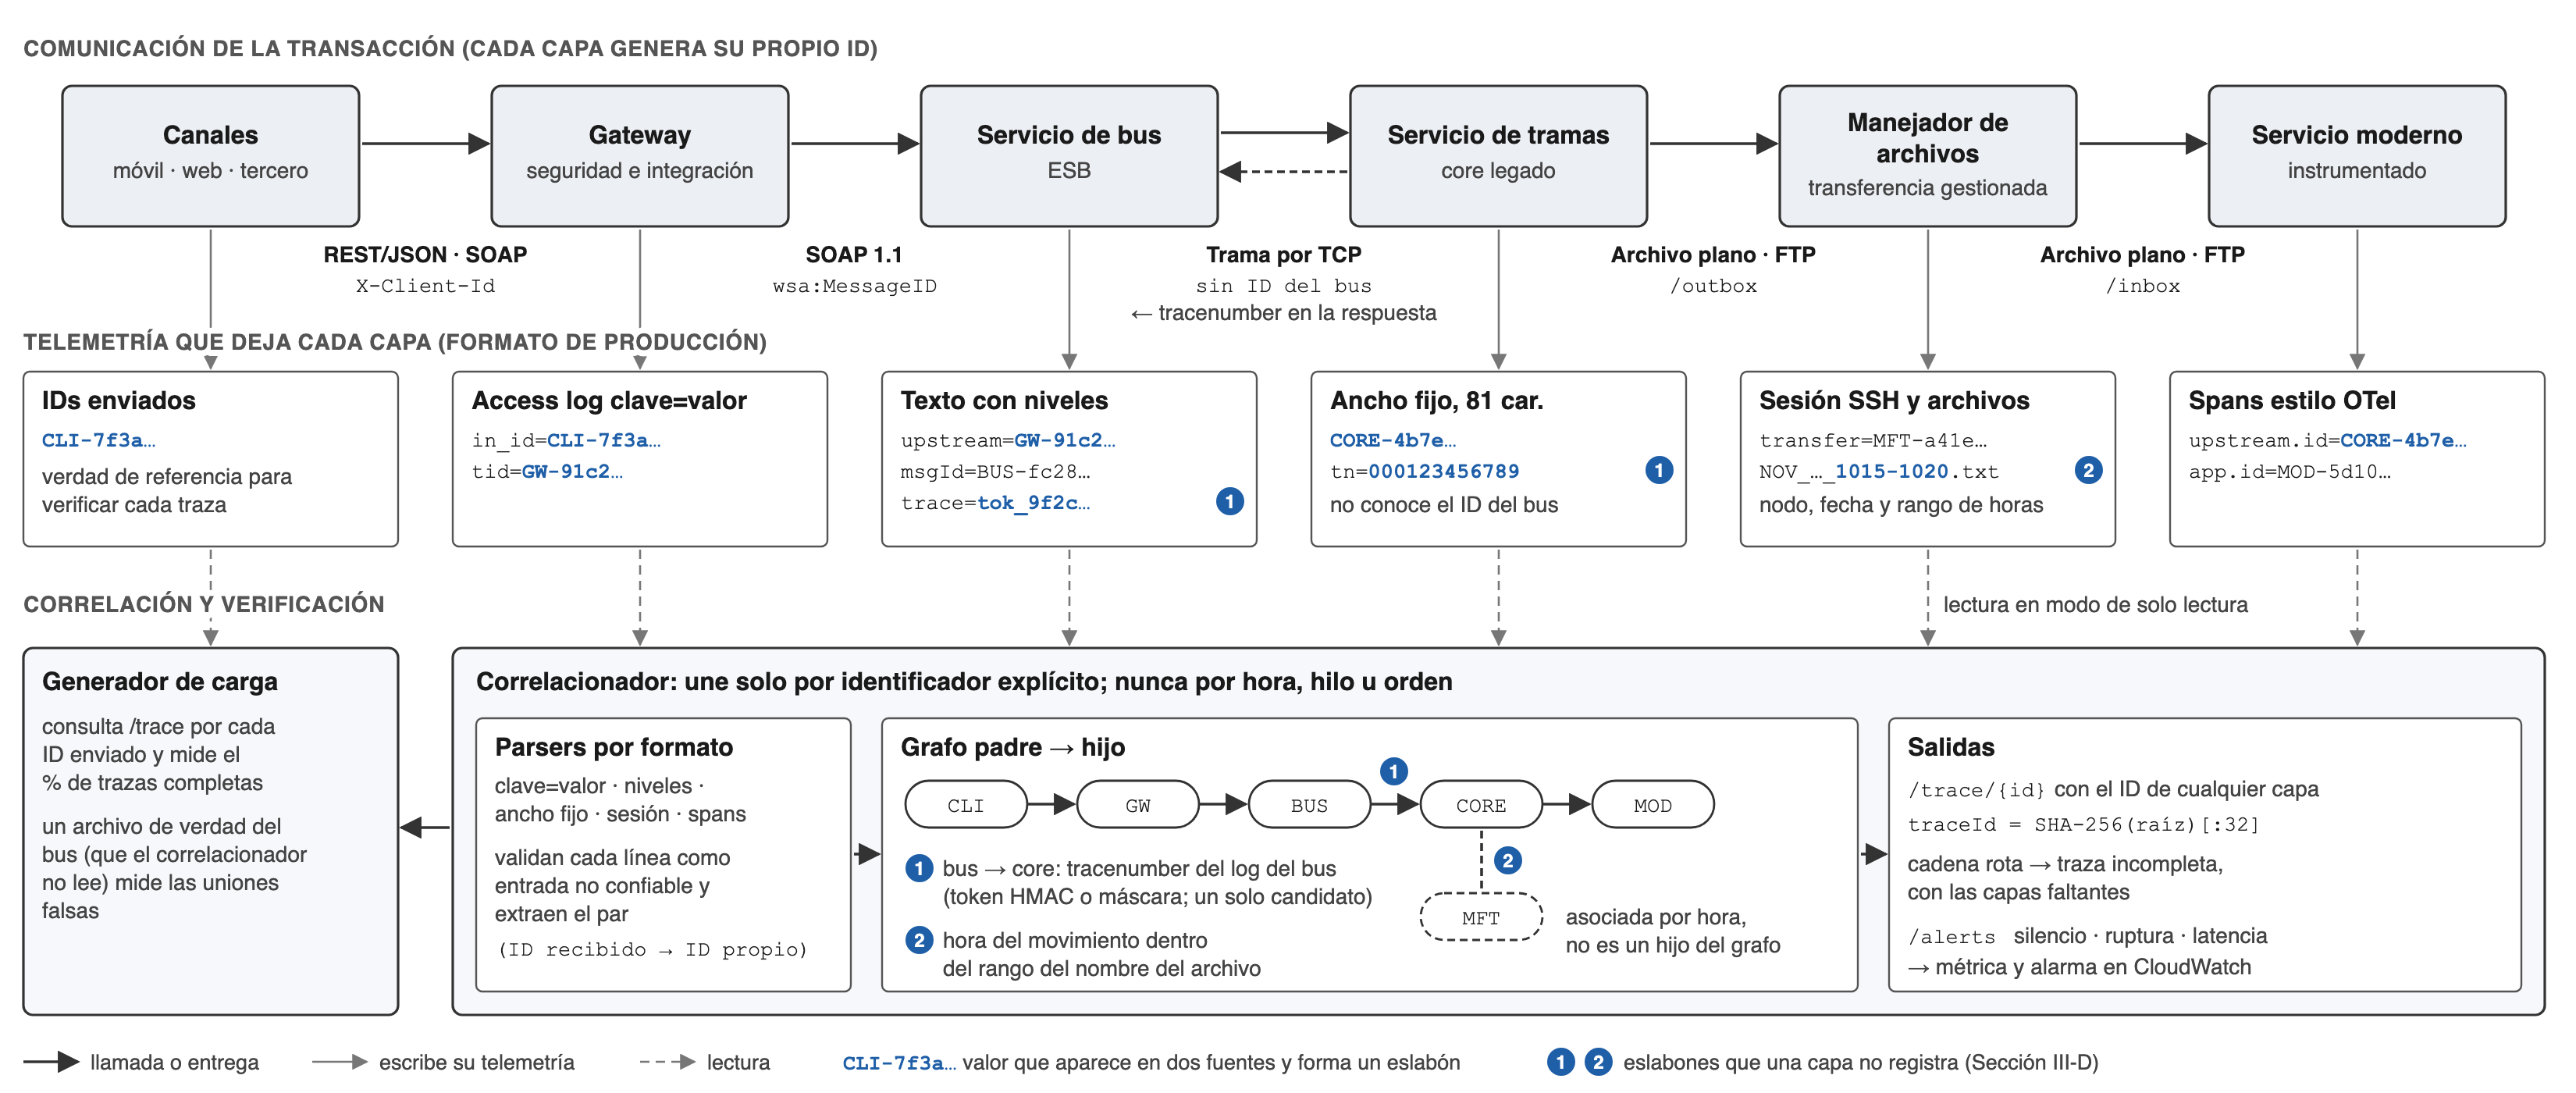 COMUNICACIÓN DE LA TRANSACCIÓN (CADA CAPA GENERA SU PROPIO ID)
Canales
móvil · web · tercero
Gateway
seguridad e integración
Servicio de bus
ESB
Servicio de tramas
core legado
Manejador de
archivos
transferencia gestionada
Servicio moderno
instrumentado
REST/JSON · SOAP
X-Client-Id
SOAP 1.1
wsa:MessageID
Trama por TCP
sin ID del bus
← tracenumber en la respuesta
Archivo plano · FTP
/outbox
Archivo plano · FTP
/inbox
TELEMETRÍA QUE DEJA CADA CAPA (FORMATO DE PRODUCCIÓN)
IDs enviados
CLI-7f3a…
verdad de referencia para
verificar cada traza
Access log clave=valor
in_id=CLI-7f3a…
tid=GW-91c2…
Texto con niveles
upstream=GW-91c2…
msgId=BUS-fc28…
trace=tok_9f2c…
1
Ancho fijo, 81 car.
CORE-4b7e…
tn=000123456789
1
no conoce el ID del bus
Sesión SSH y archivos
transfer=MFT-a41e…
NOV_…_1015-1020.txt
2
nodo, fecha y rango de horas
Spans estilo OTel
upstream.id=CORE-4b7e…
app.id=MOD-5d10…
CORRELACIÓN Y VERIFICACIÓN
lectura en modo de solo lectura
Generador de carga
consulta /trace por cada
ID enviado y mide el
% de trazas completas
un archivo de verdad del
bus (que el correlacionador
no lee) mide las uniones
falsas
Correlacionador: une solo por identificador explícito; nunca por hora, hilo u orden
Parsers por formato
clave=valor · niveles ·
ancho fijo · sesión · spans
validan cada línea como
entrada no confiable y
extraen el par
(ID recibido → ID propio)
Grafo padre → hijo
1
CLI
GW
BUS
CORE
MOD
2
MFT
1 bus → core: tracenumber del log del bus
(token HMAC o máscara; un solo candidato)
2 hora del movimiento dentro
del rango del nombre del archivo
asociada por hora,
no es un hijo del grafo
Salidas
/trace/{id} con el ID de cualquier capa
traceId = SHA-256(raíz)[:32]
cadena rota → traza incompleta,
con las capas faltantes
/alerts silencio · ruptura · latencia
→ métrica y alarma en CloudWatch
llamada o entrega
escribe su telemetría
lectura
CLI-7f3a… valor que aparece en dos fuentes y forma un eslabón
1 2 eslabones que una capa no registra (Sección III-D)